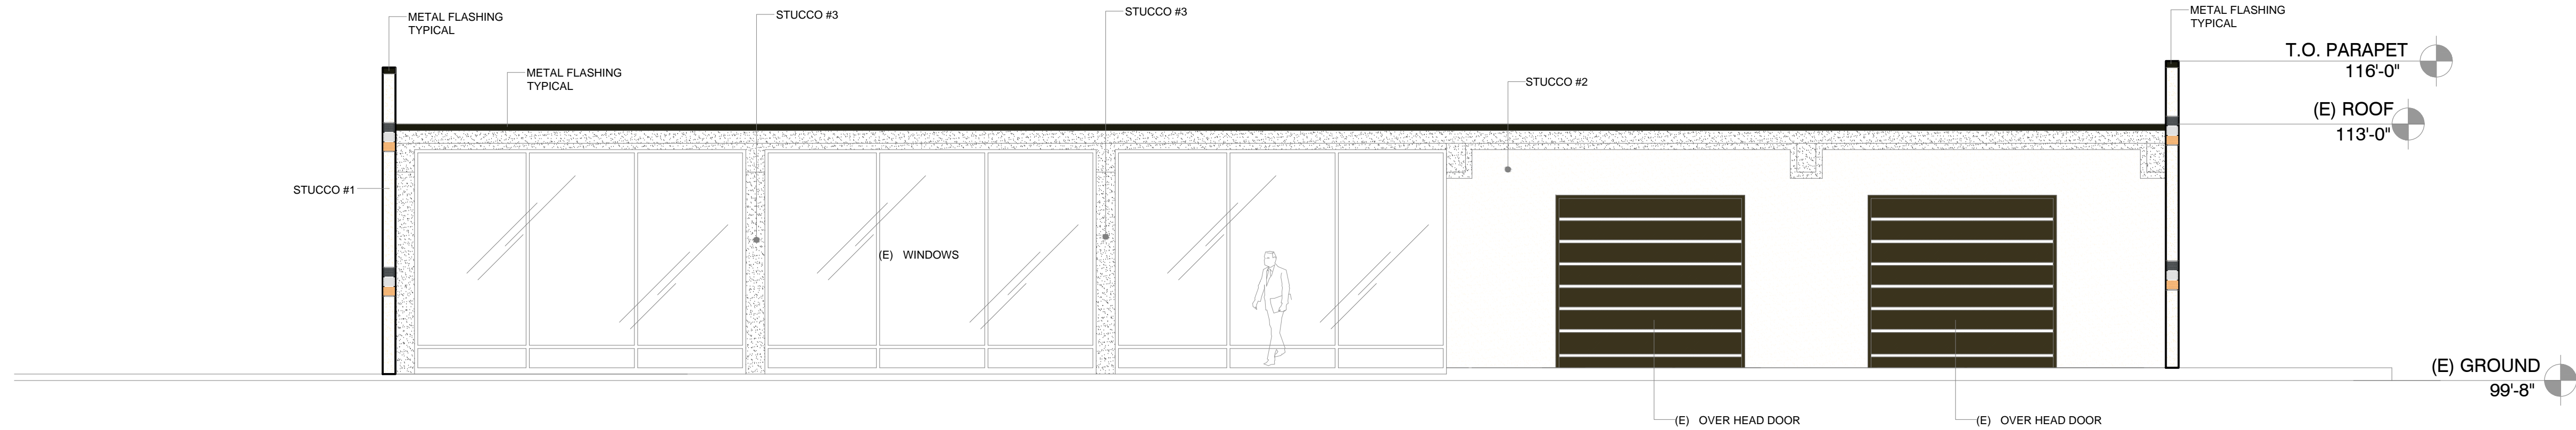 METAL FLASHING
TYPICAL
STUCCO #3
STUCCO #3
METAL FLASHING
TYPICAL
T.O. PARAPET
116'-0"
METAL FLASHING
TYPICAL
STUCCO #2
(E) ROOF
113'-0"
STUCCO #1
(E) WINDOWS
(E) GROUND
99'-8"
(E) OVER HEAD DOOR
(E) OVER HEAD DOOR